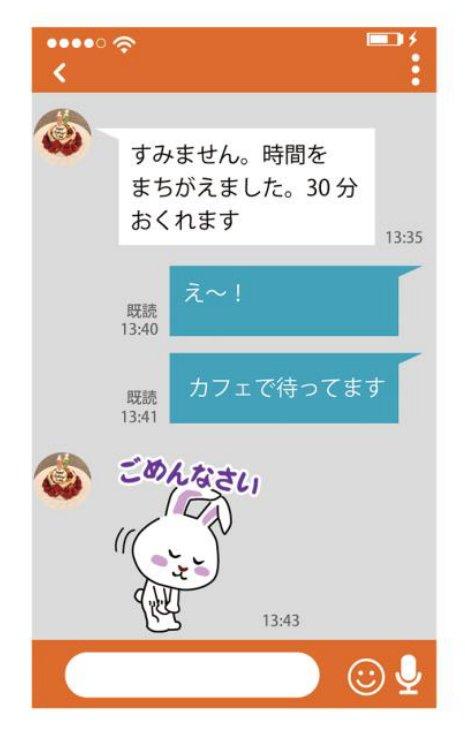 すみません。時間を
まちがえました。30 分
おくれます
13:35
え～！
既読
13:40
カフェで待ってます
既読
13:41
ごめんなさい
13:43